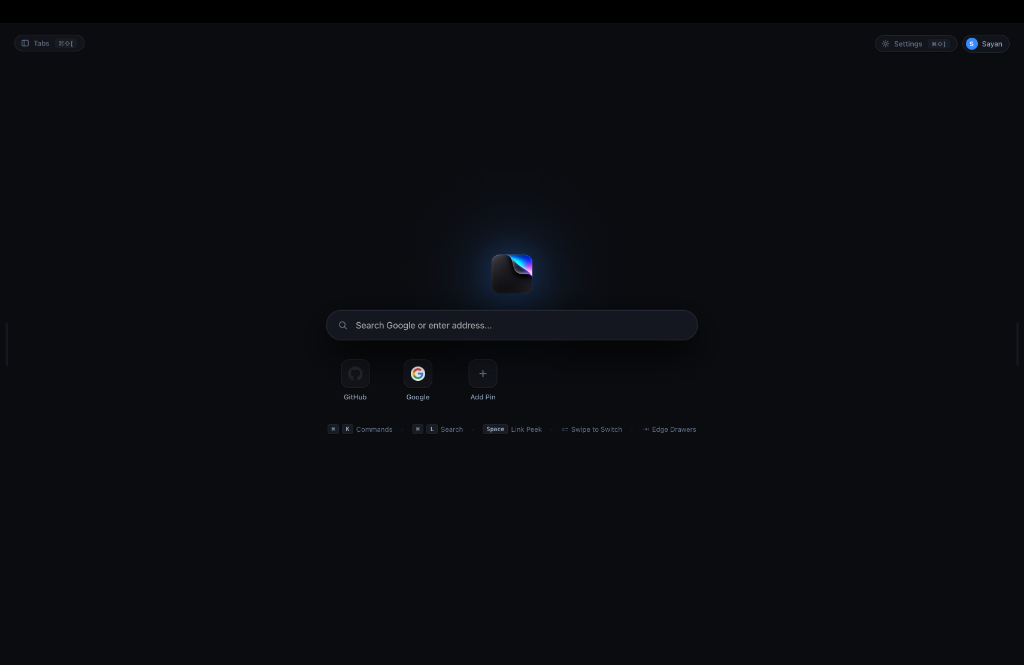 Tabs ⌘⇧[
Settings ⌘⇧]
S Sayan
Search Google or enter address...
GitHub
Google
Add Pin
⌘ K Commands · ⌘ L Search · Space Link Peek · Swipe to Switch · Edge Drawers